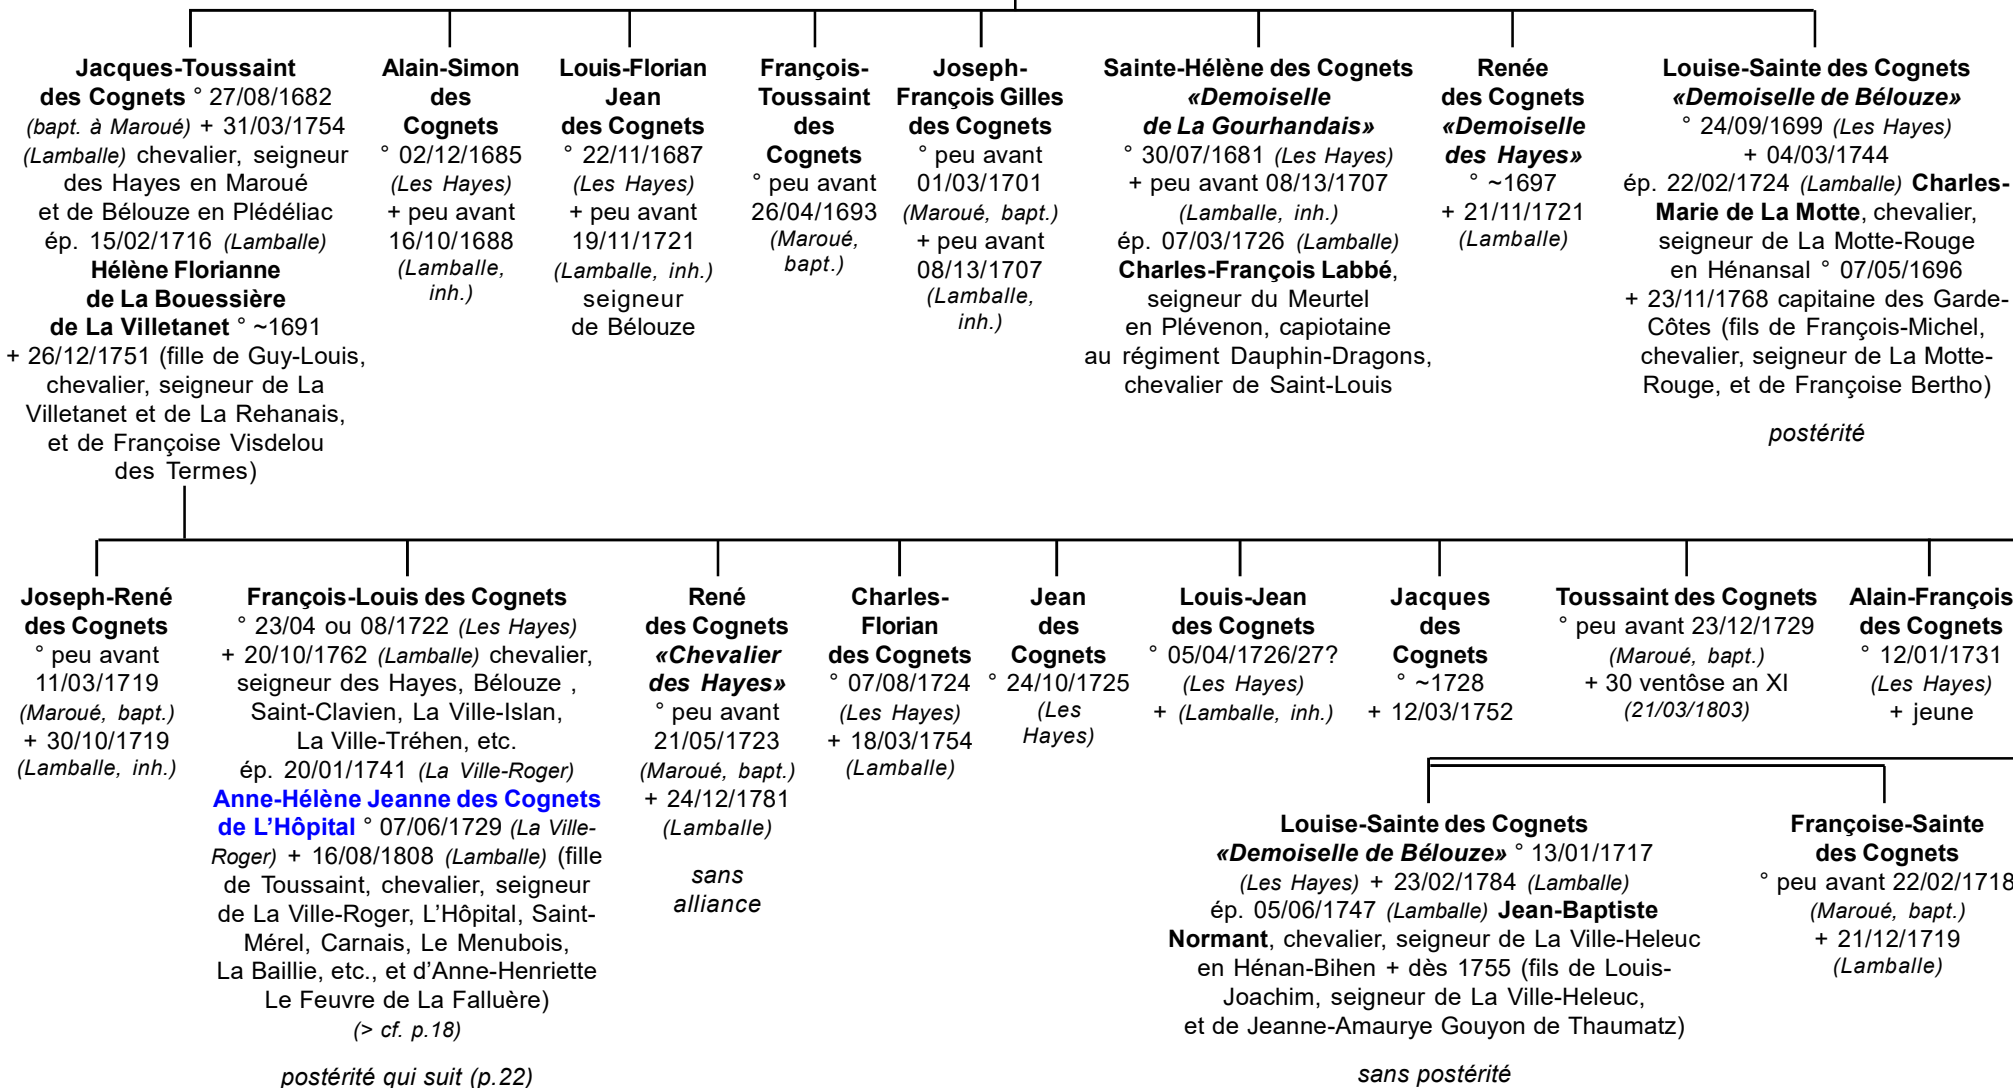 Jacques-Toussaint
des Cognets ° 27/08/1682
(bapt. à Maroué) + 31/03/1754
(Lamballe) chevalier, seigneur
des Hayes en Maroué
et de Bélouze en Plédéliac
ép. 15/02/1716 (Lamballe)
Hélène Florianne
de La Bouessière
de La Villetanet ° ~1691
+ 26/12/1751 (fille de Guy-Louis,
chevalier, seigneur de La
Villetanet et de La Rehanais,
et de Françoise Visdelou
des Termes)
Alain-Simon
des
Cognets
° 02/12/1685
(Les Hayes)
+ peu avant
16/10/1688
(Lamballe,
inh.)
Louis-Florian
Jean
des Cognets
° 22/11/1687
(Les Hayes)
+ peu avant
19/11/1721
(Lamballe, inh.)
seigneur
de Bélouze
François-
Toussaint
des
Cognets
° peu avant
26/04/1693
(Maroué,
bapt.)
Joseph-
François Gilles
des Cognets
° peu avant
01/03/1701
(Maroué, bapt.)
+ peu avant
08/13/1707
(Lamballe,
inh.)
Sainte-Hélène des Cognets
«Demoiselle
de La Gourhandais»
° 30/07/1681 (Les Hayes)
+ peu avant 08/13/1707
(Lamballe, inh.)
ép. 07/03/1726 (Lamballe)
Charles-François Labbé,
seigneur du Meurtel
en Plévenon, capiotaine
au régiment Dauphin-Dragons,
chevalier de Saint-Louis
Renée
des Cognets
«Demoiselle
des Hayes»
° ~1697
+ 21/11/1721
(Lamballe)
Louise-Sainte des Cognets
«Demoiselle de Bélouze»
° 24/09/1699 (Les Hayes)
+ 04/03/1744
ép. 22/02/1724 (Lamballe) Charles-
Marie de La Motte, chevalier,
seigneur de La Motte-Rouge
en Hénansal ° 07/05/1696
+ 23/11/1768 capitaine des Garde-
Côtes (fils de François-Michel,
chevalier, seigneur de La Motte-
Rouge, et de Françoise Bertho)
postérité
Joseph-René
des Cognets
° peu avant
11/03/1719
(Maroué, bapt.)
+ 30/10/1719
(Lamballe, inh.)
François-Louis des Cognets
° 23/04 ou 08/1722 (Les Hayes)
+ 20/10/1762 (Lamballe) chevalier,
seigneur des Hayes, Bélouze ,
Saint-Clavien, La Ville-Islan,
La Ville-Tréhen, etc.
ép. 20/01/1741 (La Ville-Roger)
Anne-Hélène Jeanne des Cognets
de L'Hôpital ° 07/06/1729 (La Ville-
Roger) + 16/08/1808 (Lamballe) (fille
de Toussaint, chevalier, seigneur
de La Ville-Roger, L'Hôpital, Saint-
Mérel, Carnais, Le Menubois,
La Baillie, etc., et d'Anne-Henriette
Le Feuvre de La Falluère)
(> cf. p.18)
postérité qui suit (p.22)
René
des Cognets
«Chevalier
des Hayes»
° peu avant
21/05/1723
(Maroué, bapt.)
+ 24/12/1781
(Lamballe)
sans
alliance
Charles-
Florian
des Cognets
° 07/08/1724
(Les Hayes)
+ 18/03/1754
(Lamballe)
Jean
des
Cognets
° 24/10/1725
(Les
Hayes)
Louis-Jean
des Cognets
° 05/04/1726/27?
(Les Hayes)
+ (Lamballe, inh.)
Jacques
des
Cognets
° ~1728
+ 12/03/1752
Toussaint des Cognets
° peu avant 23/12/1729
(Maroué, bapt.)
+ 30 ventôse an XI
(21/03/1803)
Alain-François
des Cognets
° 12/01/1731
(Les Hayes)
+ jeune
Louise-Sainte des Cognets
«Demoiselle de Bélouze» ° 13/01/1717
(Les Hayes) + 23/02/1784 (Lamballe)
ép. 05/06/1747 (Lamballe) Jean-Baptiste
Normant, chevalier, seigneur de La Ville-Heleuc
en Hénan-Bihen + dès 1755 (fils de Louis-
Joachim, seigneur de La Ville-Heleuc,
et de Jeanne-Amaurye Gouyon de Thaumatz)
sans postérité
Françoise-Sainte
des Cognets
° peu avant 22/02/1718
(Maroué, bapt.)
+ 21/12/1719
(Lamballe)